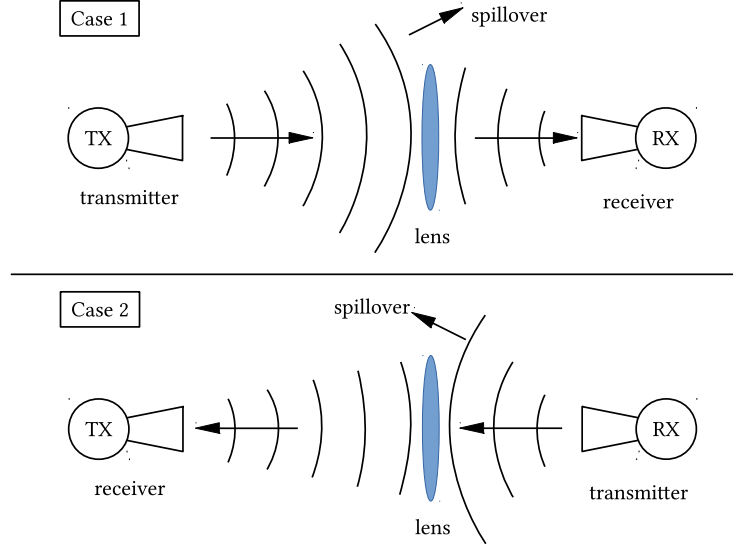 Case 1
spillover
TX
RX
transmitter
receiver
lens
Case 2
spillover
TX
RX
receiver
transmitter
lens